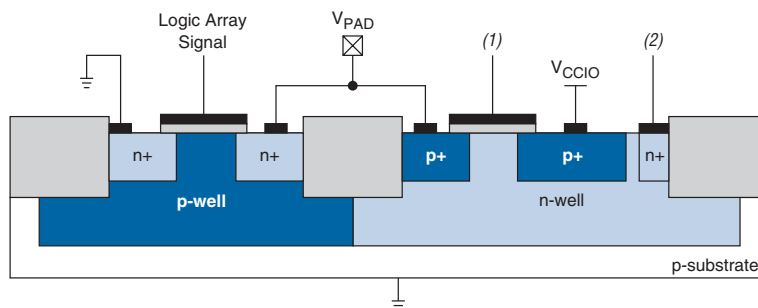 Logic Array
Signal
VPAD
(1)
VCCIO
(2)
n+
n+
p+
p+
n+
p-well
n-well
p-substrate